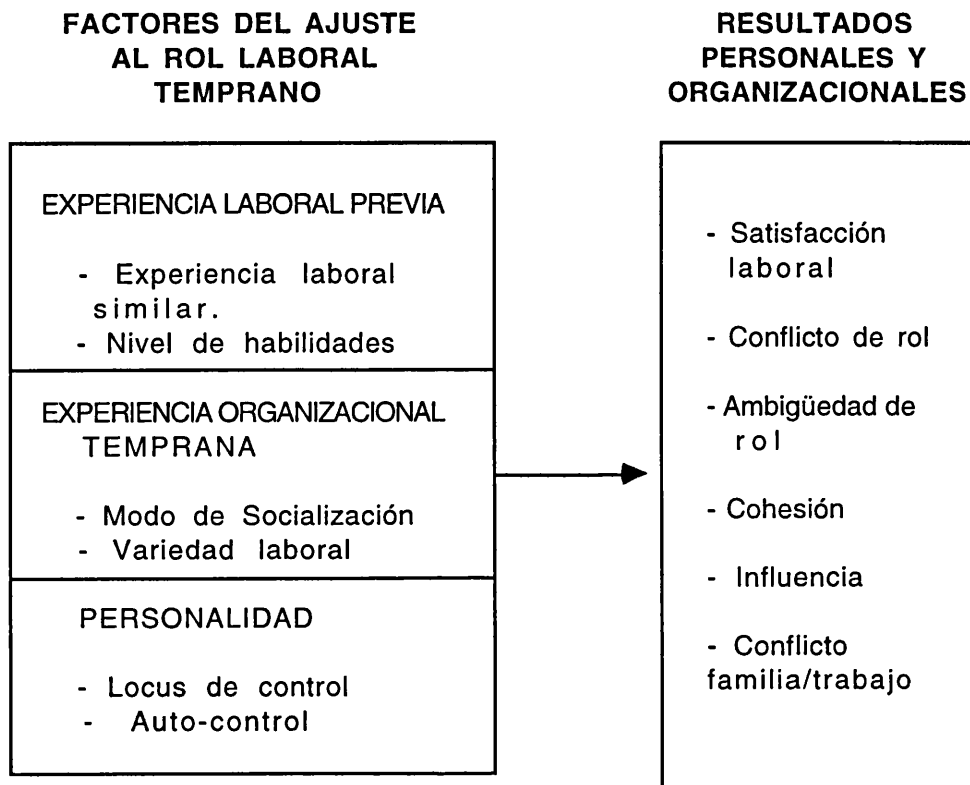 FACTORES DEL AJUSTE
AL ROL LABORAL
TEMPRANO
EXPERIENCIA LABORAL PREVIA
- Experiencia laboral
similar.
- Nivel de habilidades
EXPERIENCIA ORGANIZACIONAL
TEMPRANA
- Modo de Socialización
- Variedad laboral
PERSONALIDAD
- Locus de control
- Auto-control
RESULTADOS
PERSONALES Y
ORGANIZACIONALES
- Satisfacción
laboral
- Conflicto de rol
- Ambigüedad de
rol
- Cohesión
- Influencia
- Conflicto
familia/trabajo